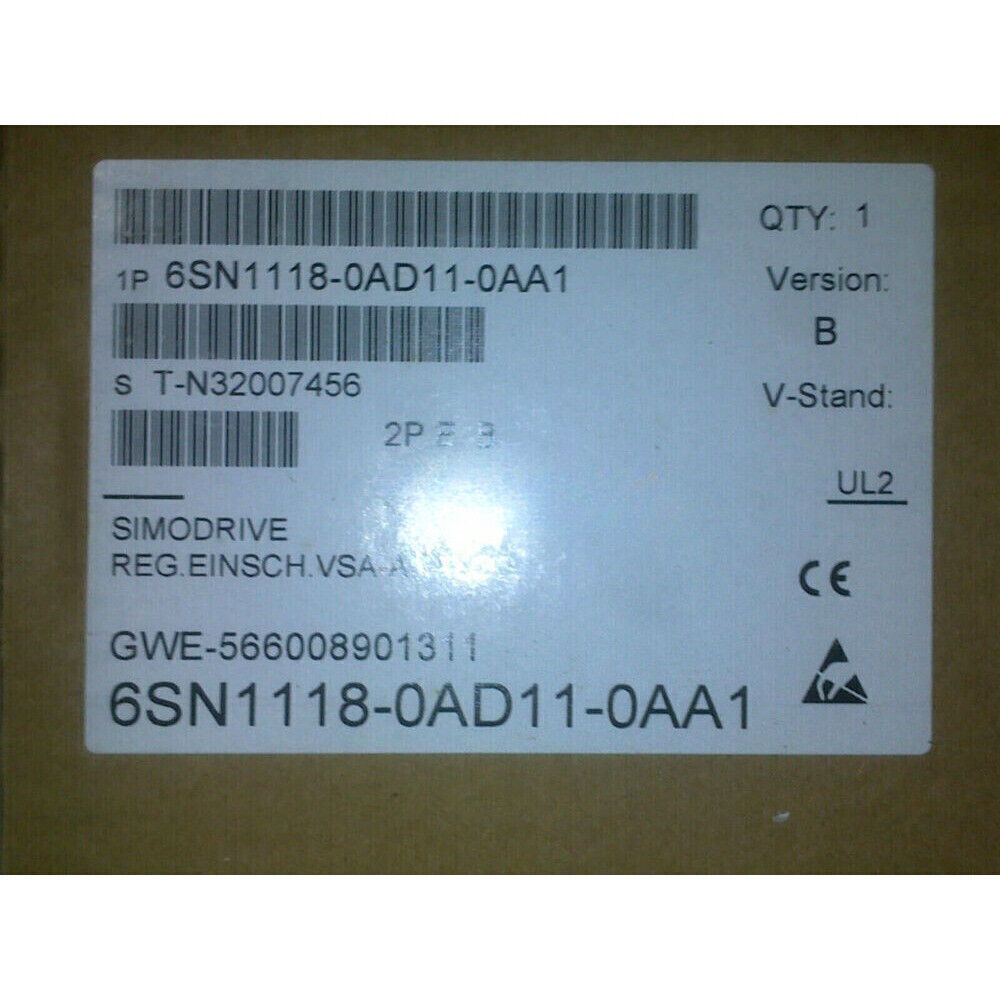 QTY: 1
1P 6SN1118-0AD11-0AA1
Version:
B
S T-N32007456
V-Stand:
2P
UL2
SIMODRIVE
REG.EINSCH.VSA-A
CE
GWE-566008901311
6SN1118-0AD11-0AA1